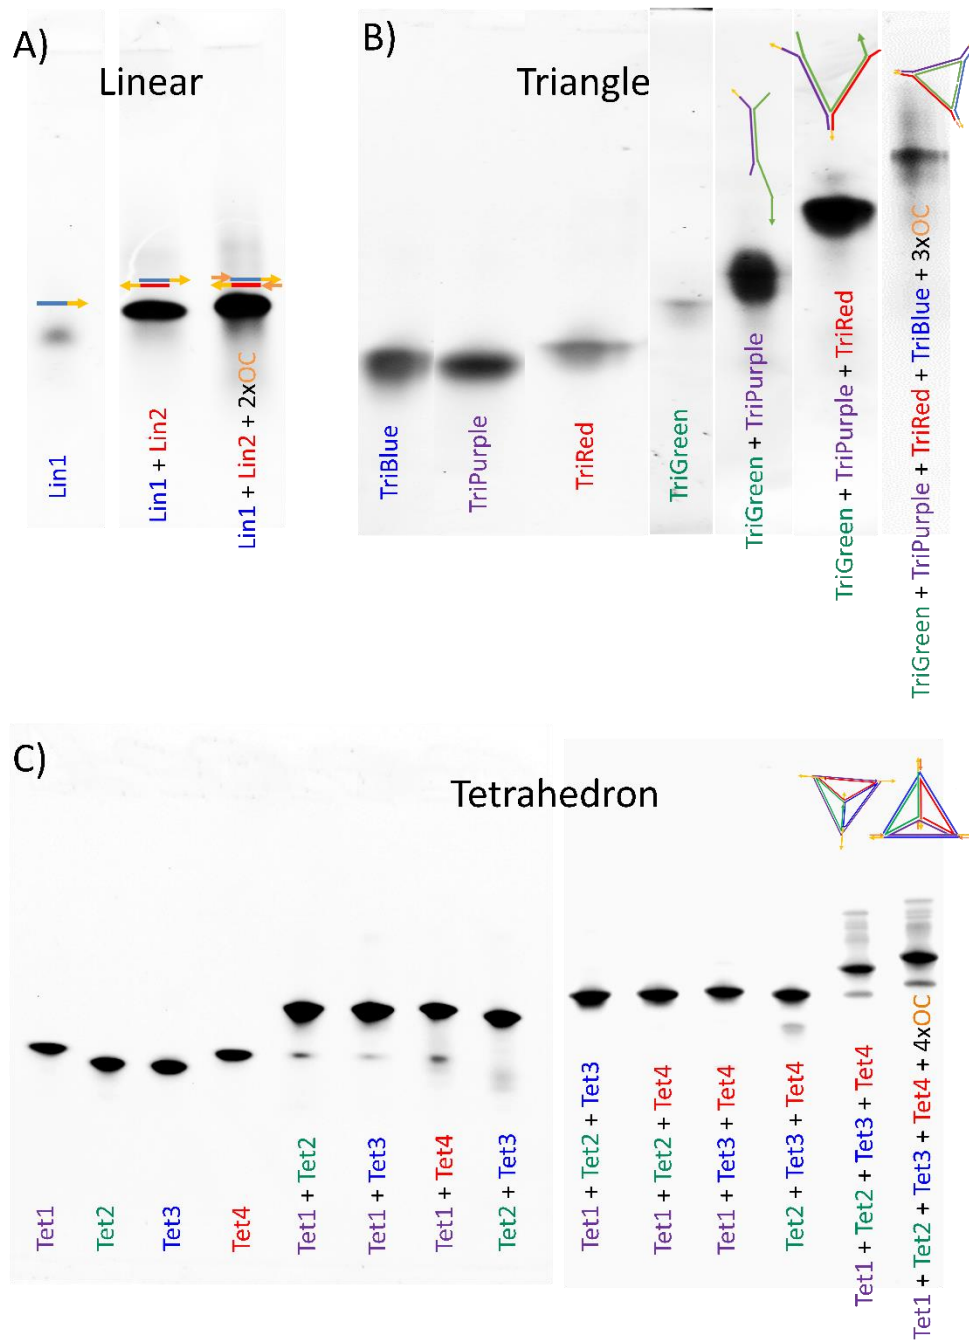 A)
Linear
Lin1
Lin1 + Lin2
Lin1 + Lin2 + 2xOC
B)
Triangle
TriBlue
TriPurple
TriRed
TriGreen
TriGreen + TriPurple
TriGreen + TriPurple + TriRed
TriGreen + TriPurple + TriRed + TriBlue + 3xOC
C)
Tetrahedron
Tet1
Tet2
Tet3
Tet4
Tet1 + Tet2
Tet1 + Tet3
Tet1 + Tet4
Tet2 + Tet3
Tet1 + Tet2 + Tet3
Tet1 + Tet2 + Tet4
Tet1 + Tet3 + Tet4
Tet2 + Tet3 + Tet4
Tet1 + Tet2 + Tet3 + Tet4
Tet1 + Tet2 + Tet3 + Tet4 + 4xOC